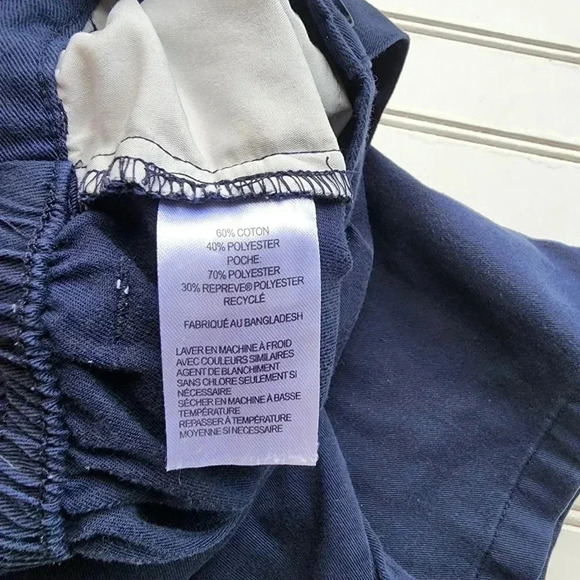 60% COTON
40% POLYESTER
POCHE:
70% POLYESTER
30% REPREVE® POLYESTER
RECYCLÉ
FABRIQUÉ AU BANGLADESH
LAVER EN MACHINE À FROID
AVEC COULEURS SIMILAIRES
AGENT DE BLANCHIMENT
SANS CHLORE SEULEMENT SI
NÉCESSAIRE
SÉCHER EN MACHINE À BASSE
TEMPÉRATURE
REPASSER À TEMPÉRATURE
MOYENNE SI NECESSAIRE